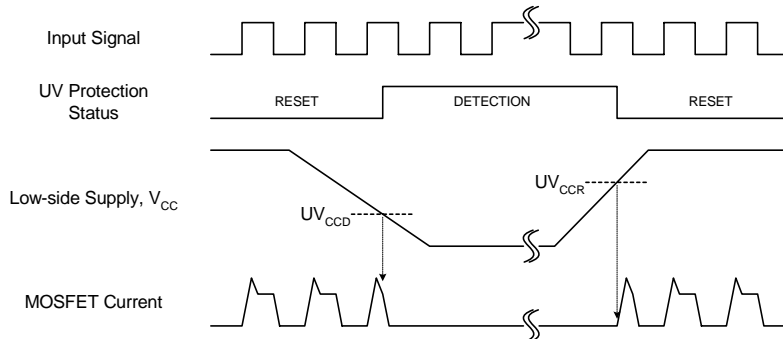 Input Signal
UV Protection
Status
RESET
DETECTION
RESET
Low-side Supply, VCC
UVCCD
UVCCR
MOSFET Current